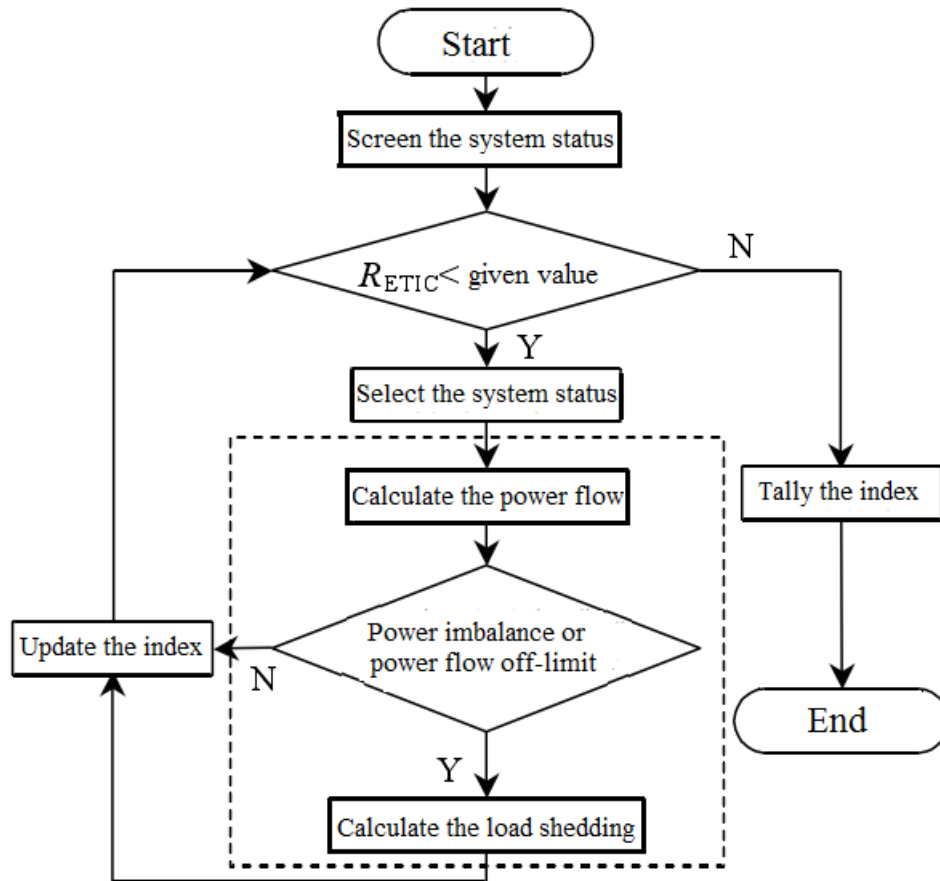 Start
Screen the system status
N
R_ETIC< given value
Y
Select the system status
Calculate the power flow
Tally the index
Power imbalance or
power flow off-limit
Update the index
N
End
Y
Calculate the load shedding